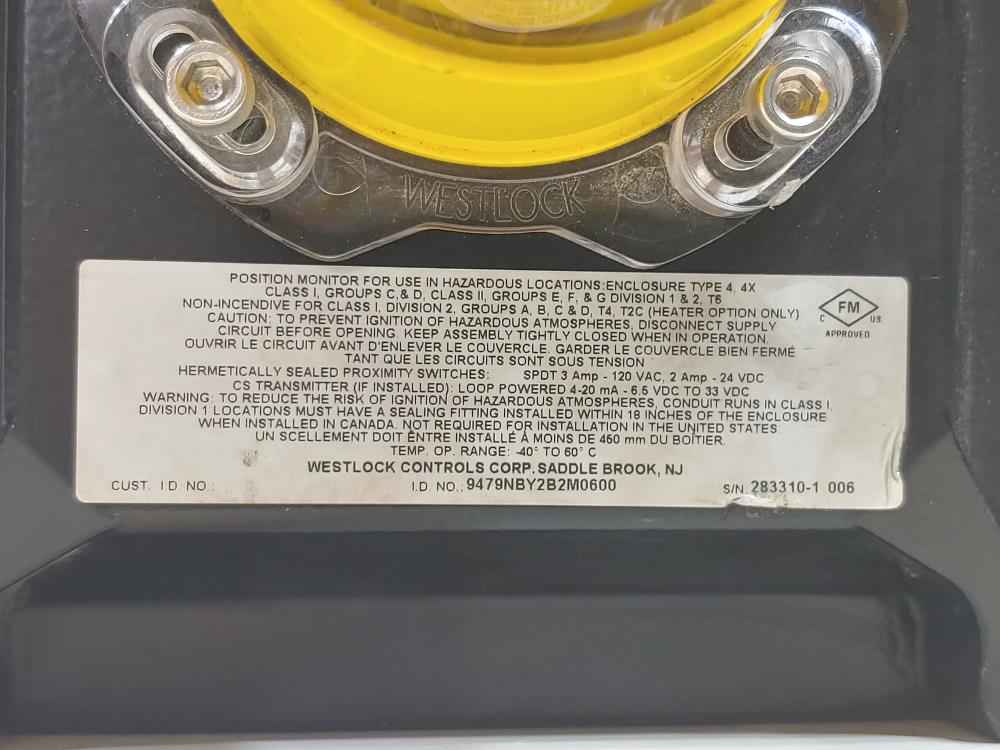 WESTLOCK
POSITION MONITOR FOR USE IN HAZARDOUS LOCATIONS:ENCLOSURE TYPE 4, 4X
CLASS I, GROUPS C,& D, CLASS II, GROUPS E, F, & G DIVISION 1 & 2, T6
NON-INCENDIVE FOR CLASS I, DIVISION 2, GROUPS A, B, C & D, T4, T2C (HEATER OPTION ONLY)
CAUTION: TO PREVENT IGNITION OF HAZARDOUS ATMOSPHERES, DISCONNECT SUPPLY
CIRCUIT BEFORE OPENING. KEEP ASSEMBLY TIGHTLY CLOSED WHEN IN OPERATION.
OUVRIR LE CIRCUIT AVANT D'ENLEVER LE COUVERCLE. GARDER LE COUVERCLE BIEN FERMÉ
TANT QUE LES CIRCUITS SONT SOUS TENSION
HERMETICALLY SEALED PROXIMITY SWITCHES: SPDT 3 Amp - 120 VAC, 2 Amp - 24 VDC
CS TRANSMITTER (IF INSTALLED): LOOP POWERED 4-20 mA - 6.5 VDC TO 33 VDC
WARNING: TO REDUCE THE RISK OF IGNITION OF HAZARDOUS ATMOSPHERES, CONDUIT RUNS IN CLASS I,
DIVISION 1 LOCATIONS MUST HAVE A SEALING FITTING INSTALLED WITHIN 18 INCHES OF THE ENCLOSURE
WHEN INSTALLED IN CANADA. NOT REQUIRED FOR INSTALLATION IN THE UNITED STATES.
UN SCELLEMENT DOIT ÊNTRE INSTALLÉ À MOINS DE 450 mm DU BOÎTIER.
TEMP. OP. RANGE: -40° TO 60° C
WESTLOCK CONTROLS CORP. SADDLE BROOK, NJ
CUST. I.D. NO.: I.D. NO.: 9479NBY2B2M0600 S/N. 283310-1 006
FM
C US
APPROVED